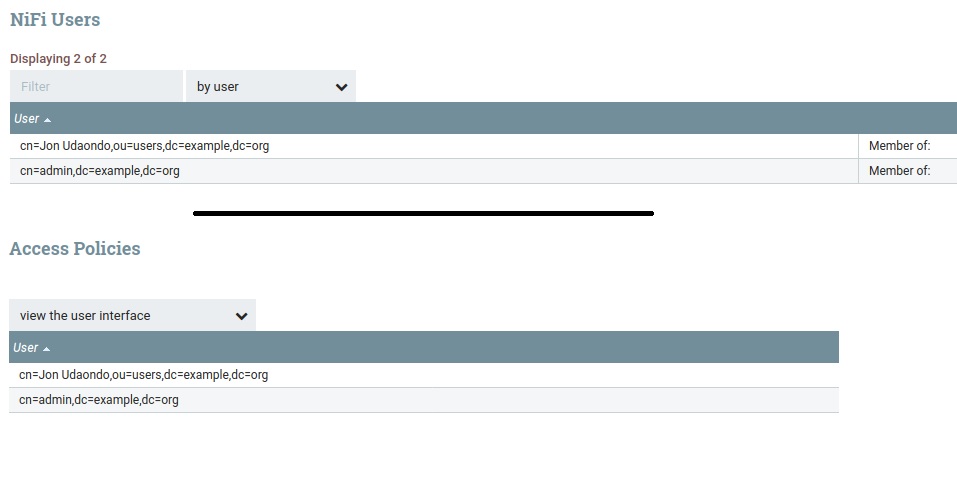 NiFi Users
Displaying 2 of 2
Filter
by user
User
cn=Jon Udaondo,ou=users,dc=example,dc=org
Member of:
cn=admin,dc=example,dc=org
Member of:
Access Policies
view the user interface
User
cn=Jon Udaondo,ou=users,dc=example,dc=org
cn=admin,dc=example,dc=org